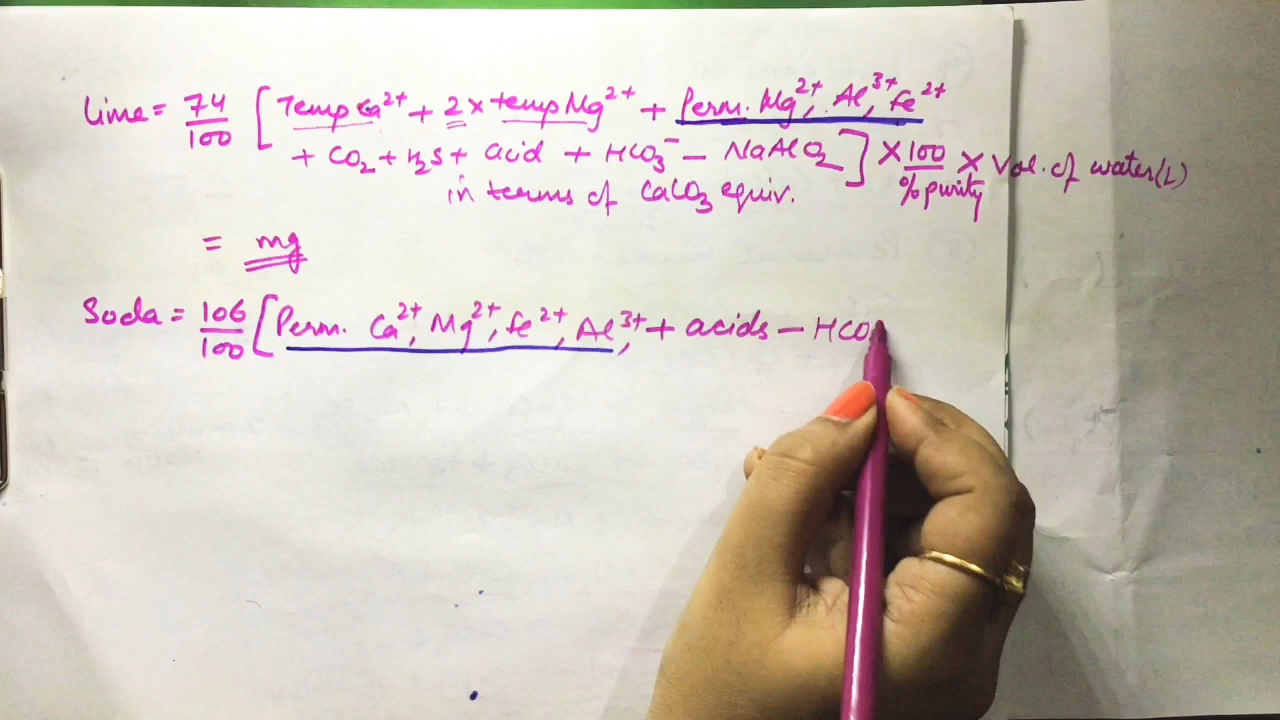 Lime = 74/100 [Temp Ca²⁺ + 2 x temp Mg²⁺ + Perm. Mg²⁺, Al³⁺, Fe²⁺
+ CO₂ + H₂S + acid + HCO₃⁻ - NaAlO₂] × 100/% purity × Vol. of water (L)
in terms of CaCO₃ equiv.
= mg
Soda = 106/100 [Perm. Ca²⁺, Mg²⁺, Fe²⁺, Al³⁺, + acids - HCO